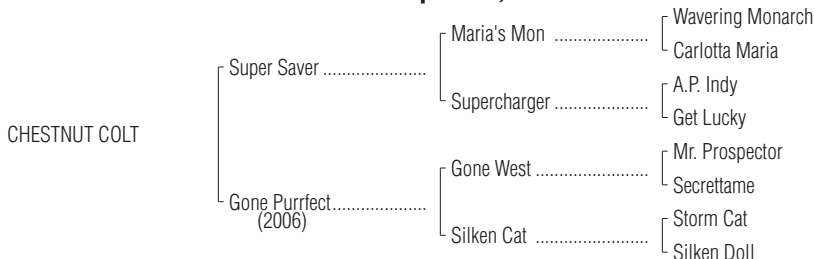 Wavering Monarch
Maria's Mon ....................
Carlotta Maria
Super Saver ......................
A.P. Indy
Supercharger ....................
Get Lucky
CHESTNUT COLT
Mr. Prospector
Gone West ........................
Secrettame
Gone Purrfect....................
(2006)
Storm Cat
Silken Cat ........................
Silken Doll